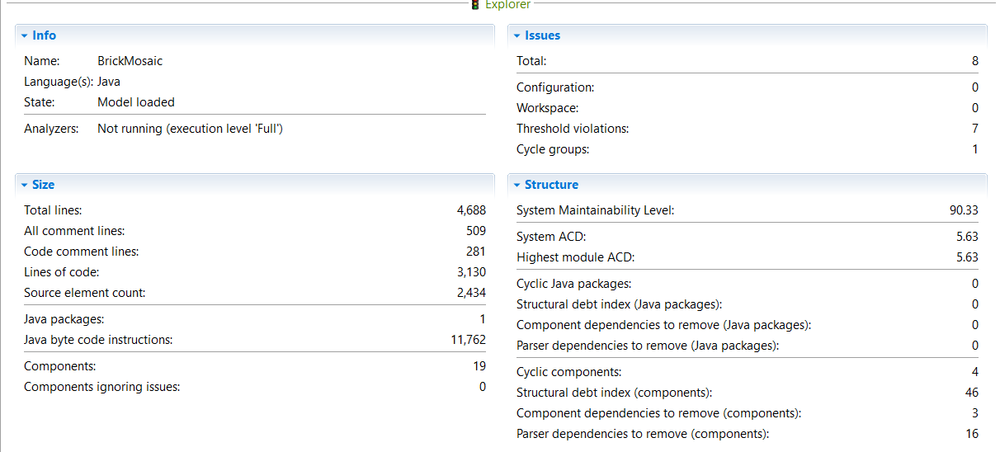 Explorer
Info
Name: BrickMosaic
Language(s): Java
State: Model loaded
Analyzers: Not running (execution level 'Full')
Issues
Total: 8
Configuration: 0
Workspace: 0
Threshold violations: 7
Cycle groups: 1
Size
Total lines: 4,688
All comment lines: 509
Code comment lines: 281
Lines of code: 3,130
Source element count: 2,434
Java packages: 1
Java byte code instructions: 11,762
Components: 19
Components ignoring issues: 0
Structure
System Maintainability Level: 90.33
System ACD: 5.63
Highest module ACD: 5.63
Cyclic Java packages: 0
Structural debt index (Java packages): 0
Component dependencies to remove (Java packages): 0
Parser dependencies to remove (Java packages): 0
Cyclic components: 4
Structural debt index (components): 46
Component dependencies to remove (components): 3
Parser dependencies to remove (components): 16